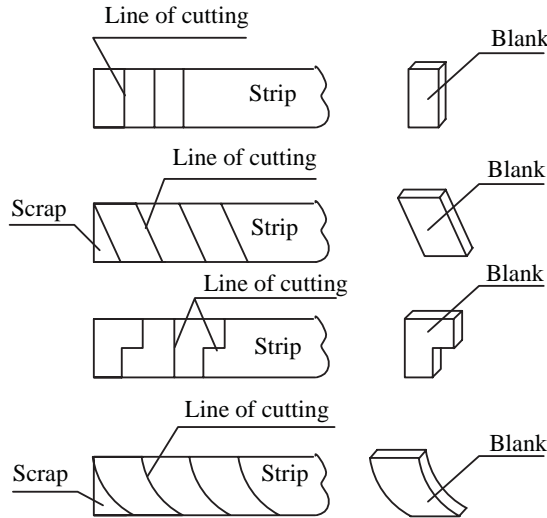 Line of cutting
Blank
Strip
Line of cutting
Blank
Scrap
Strip
Blank
Line of cutting
Strip
Line of cutting
Blank
Scrap
Strip